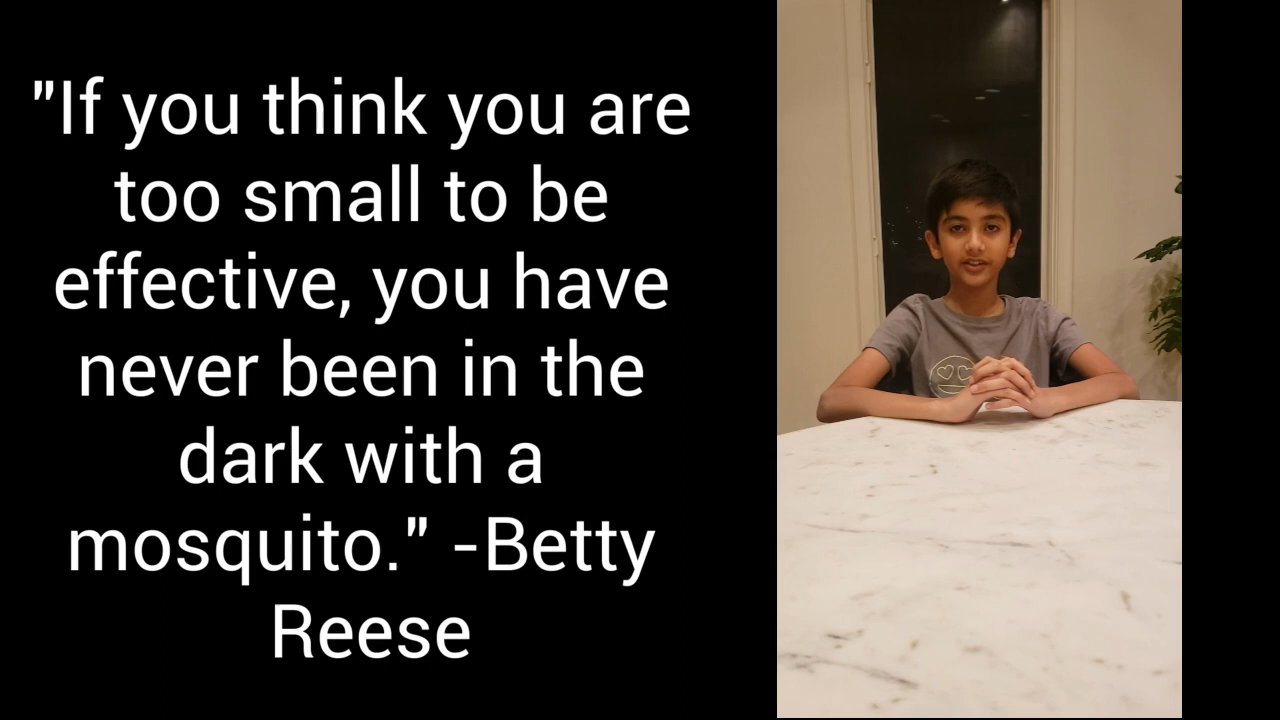 "If you think you are
too small to be
effective, you have
never been in the
dark with a
mosquito." -Betty
Reese